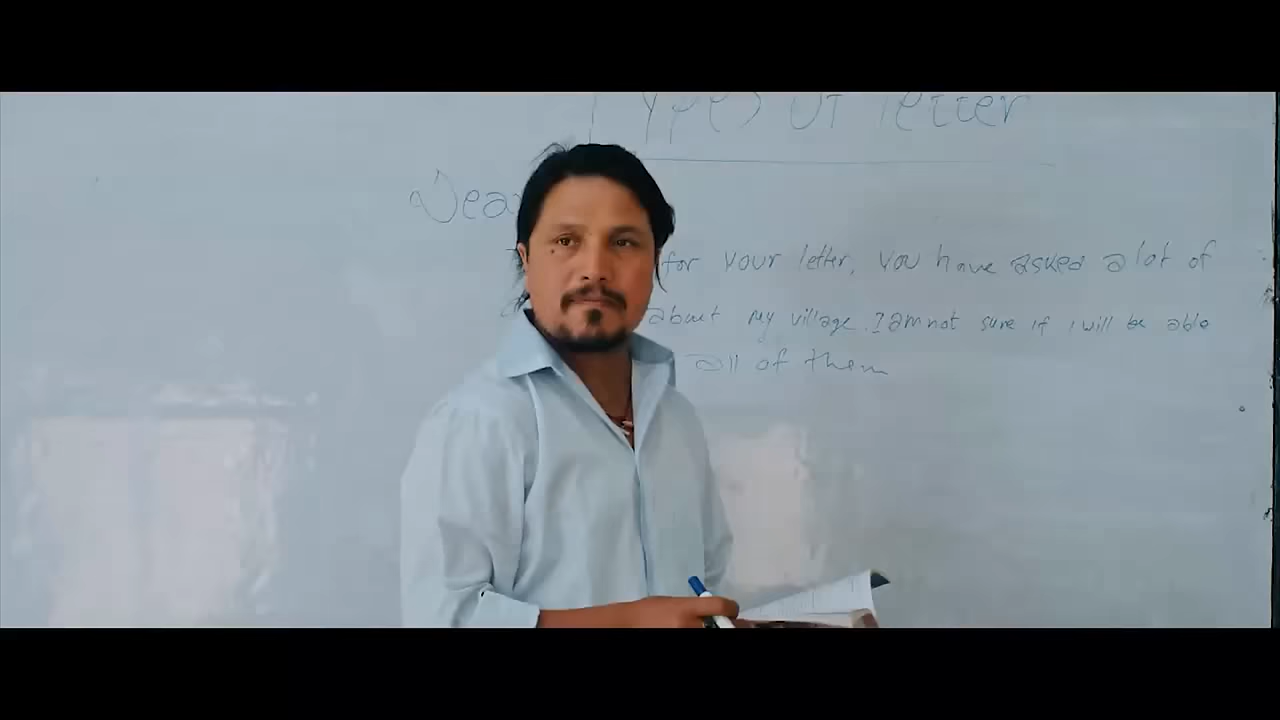 Types of letter
Dear
for your letter, you have asked a lot of
about my village. I am not sure if i will be able
all of them